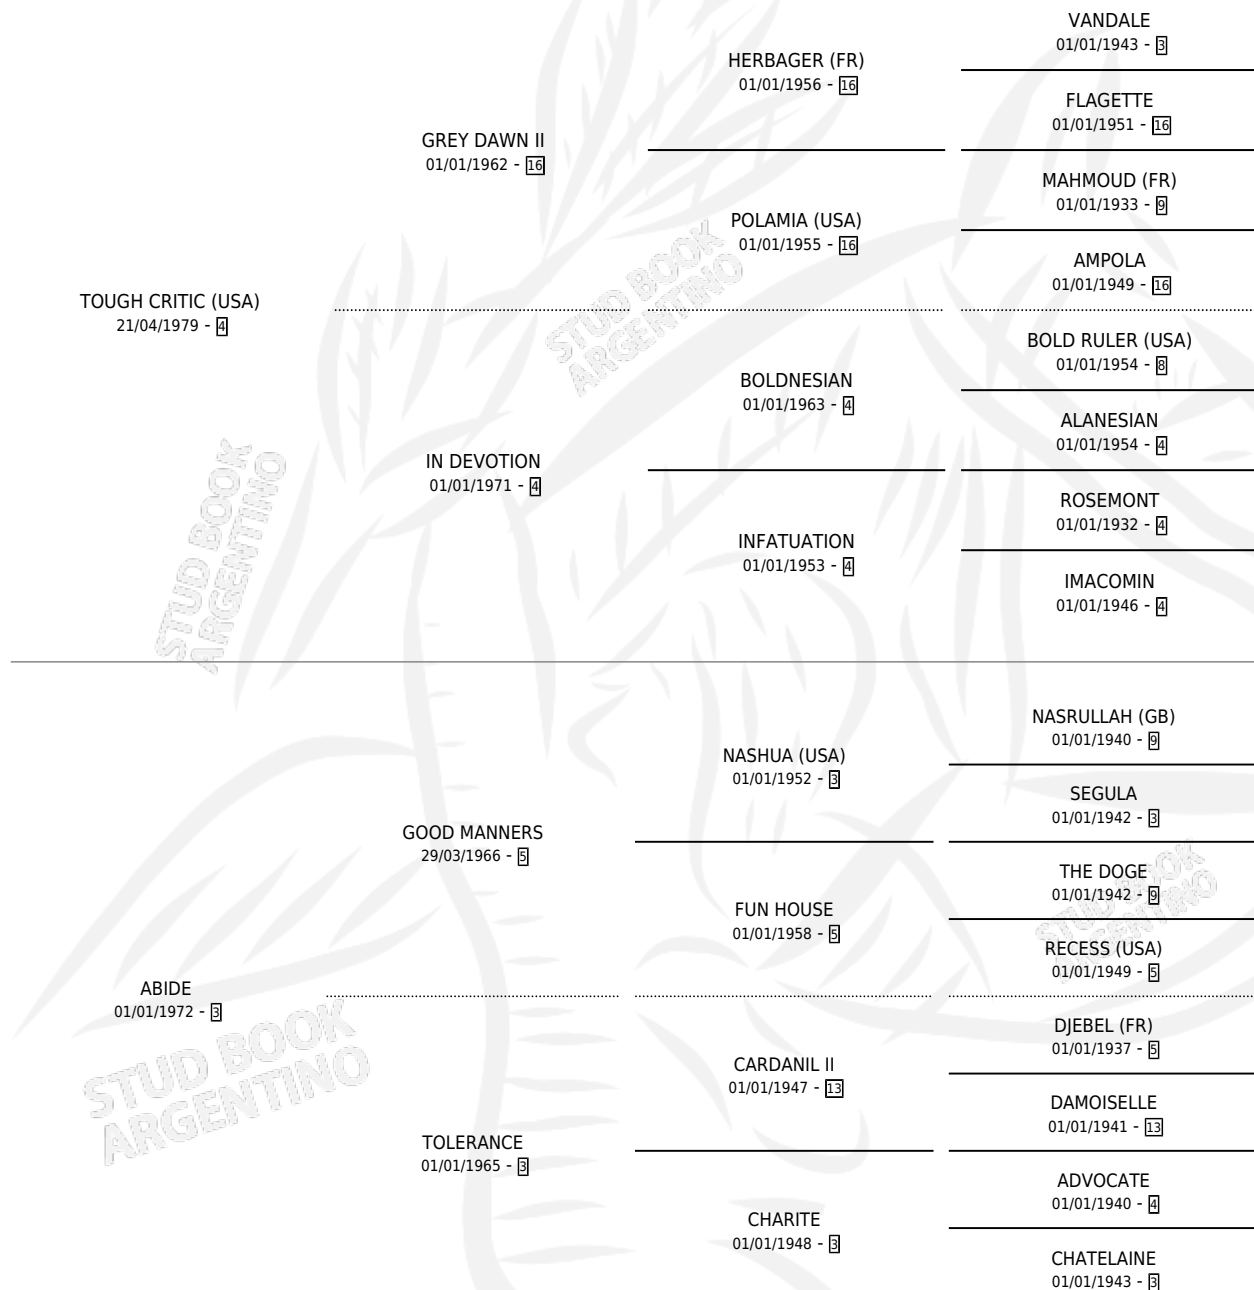 VANDALE
01/01/1943 - 3
HERBAGER (FR)
01/01/1956 - 16
FLAGETTE
01/01/1951 - 16
GREY DAWN II
01/01/1962 - 16
MAHMOUD (FR)
01/01/1933 - 9
POLAMIA (USA)
01/01/1955 - 16
AMPOLA
01/01/1949 - 16
TOUGH CRITIC (USA)
21/04/1979 - 4
STUD BOOK
ARGENTINO
BOLD RULER (USA)
01/01/1954 - 8
BOLDNESIAN
01/01/1963 - 4
ALANESIAN
01/01/1954 - 4
IN DEVOTION
01/01/1971 - 4
ROSEMONT
01/01/1932 - 4
INFATUATION
01/01/1953 - 4
IMACOMIN
01/01/1946 - 4
STUD BOOK
ARGENTINO
NASRULLAH (GB)
01/01/1940 - 9
NASHUA (USA)
01/01/1952 - 3
SEGULA
01/01/1942 - 3
GOOD MANNERS
29/03/1966 - 5
THE DOGE
01/01/1942 - 9
FUN HOUSE
01/01/1958 - 5
RECESS (USA)
01/01/1949 - 5
STUD BOOK
ARGENTINO
ABIDE
01/01/1972 - 3
DJEBEL (FR)
01/01/1937 - 5
CARDANIL II
01/01/1947 - 13
DAMOISELLE
01/01/1941 - 13
STUD BOOK
ARGENTINO
TOLERANCE
01/01/1965 - 3
ADVOCATE
01/01/1940 - 4
CHARITE
01/01/1948 - 3
CHATELAINE
01/01/1943 - 3